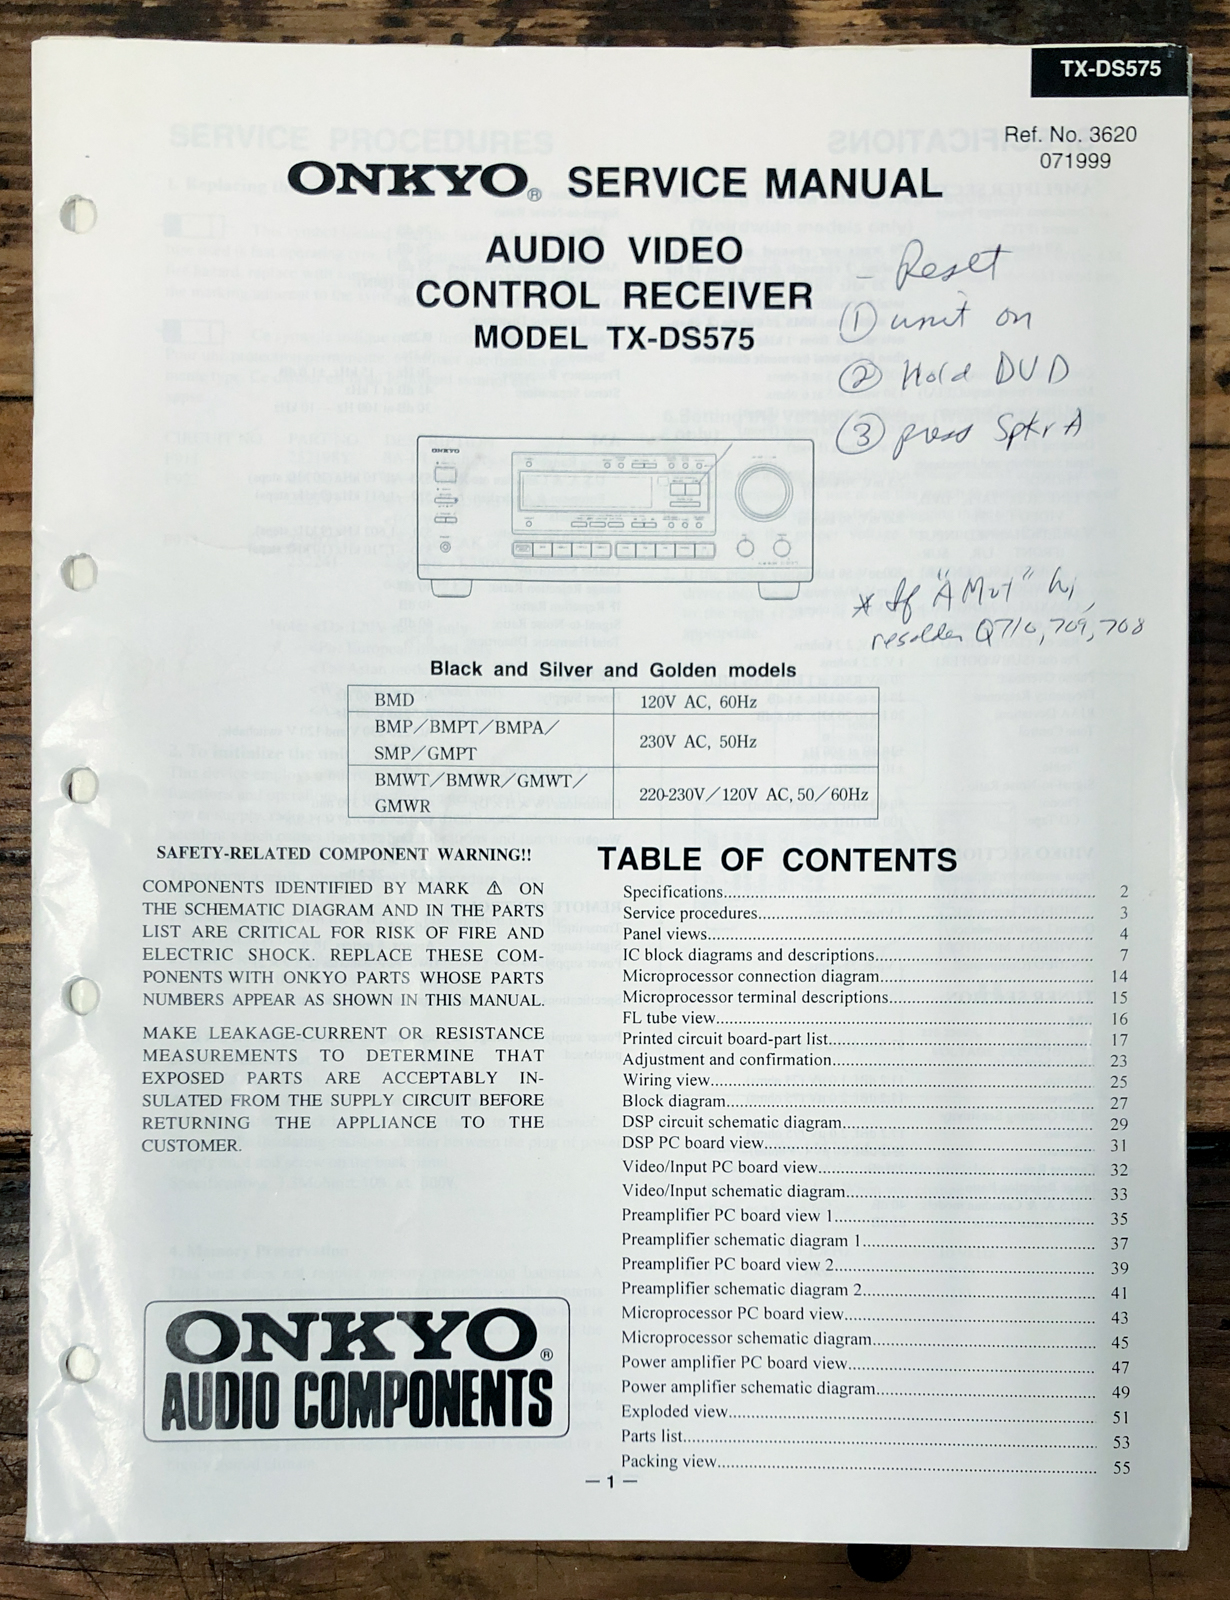 TX-DS575
Ref. No. 3620
071999
ONKYO® SERVICE MANUAL
AUDIO VIDEO
CONTROL RECEIVER
MODEL TX-DS575
- Reset
① unit on
② Hold DVD
③ press Spkr A
ONKYO
* If "A Mut" hi,
resolder Q710, 709, 708
Black and Silver and Golden models
BMD 120V AC, 60Hz
BMP/BMPT/BMPA/
SMP/GMPT 230V AC, 50Hz
BMWT/BMWR/GMWT/
GMWR 220-230V/120V AC, 50/60Hz
SAFETY-RELATED COMPONENT WARNING!!
COMPONENTS IDENTIFIED BY MARK ⚠ ON
THE SCHEMATIC DIAGRAM AND IN THE PARTS
LIST ARE CRITICAL FOR RISK OF FIRE AND
ELECTRIC SHOCK. REPLACE THESE COM-
PONENTS WITH ONKYO PARTS WHOSE PARTS
NUMBERS APPEAR AS SHOWN IN THIS MANUAL.
MAKE LEAKAGE-CURRENT OR RESISTANCE
MEASUREMENTS TO DETERMINE THAT
EXPOSED PARTS ARE ACCEPTABLY IN-
SULATED FROM THE SUPPLY CIRCUIT BEFORE
RETURNING THE APPLIANCE TO THE
CUSTOMER.
TABLE OF CONTENTS
Specifications 2
Service procedures 3
Panel views 4
IC block diagrams and descriptions 7
Microprocessor connection diagram 14
Microprocessor terminal descriptions 15
FL tube view 16
Printed circuit board-part list 17
Adjustment and confirmation 23
Wiring view 25
Block diagram 27
DSP circuit schematic diagram 29
DSP PC board view 31
Video/Input PC board view 32
Video/Input schematic diagram 33
Preamplifier PC board view 1 35
Preamplifier schematic diagram 1 37
Preamplifier PC board view 2 39
Preamplifier schematic diagram 2 41
Microprocessor PC board view 43
Microprocessor schematic diagram 45
Power amplifier PC board view 47
Power amplifier schematic diagram 49
Exploded view 51
Parts list 53
Packing view 55
ONKYO®
AUDIO COMPONENTS
— 1 —